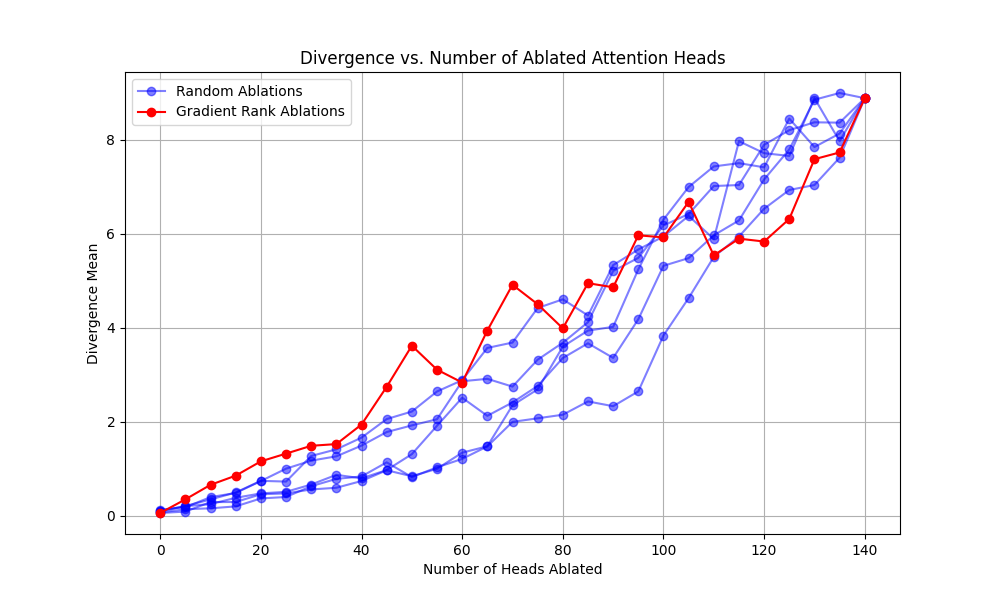 Divergence vs. Number of Ablated Attention Heads
Random Ablations
Gradient Rank Ablations
Divergence Mean
8
6
4
2
0
0 20 40 60 80 100 120 140
Number of Heads Ablated